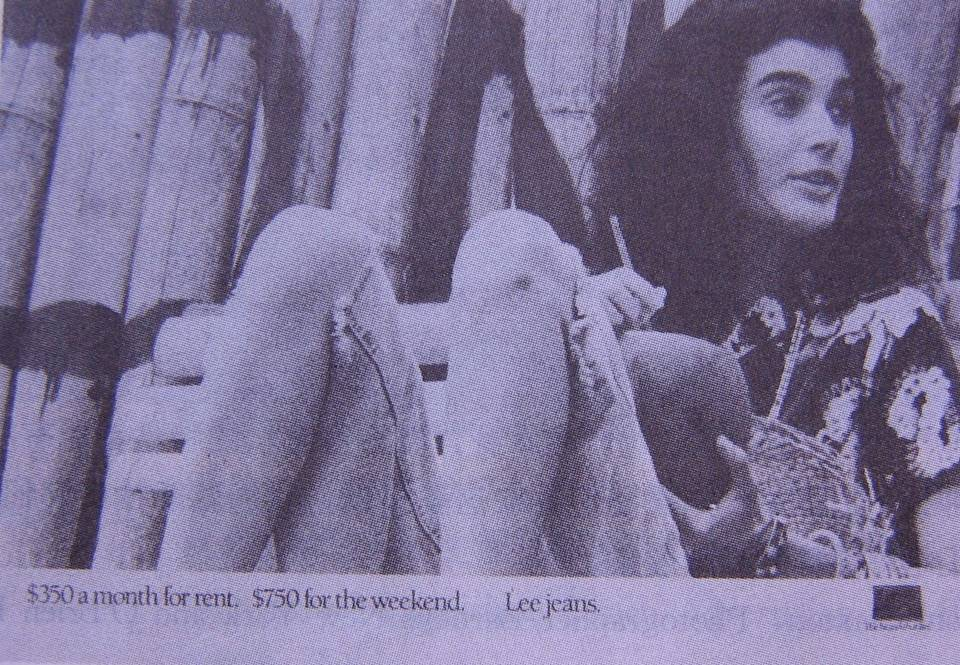 $350 a month for rent. $750 for the weekend. Lee jeans.